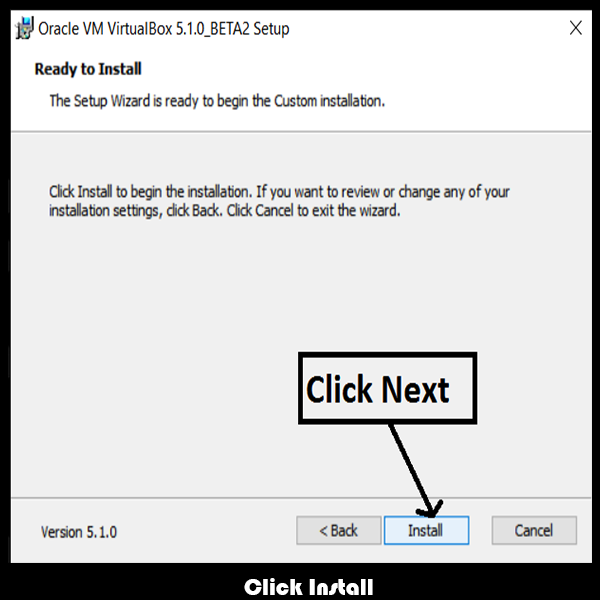 Oracle VM VirtualBox 5.1.0_BETA2 Setup
Ready to Install
The Setup Wizard is ready to begin the Custom installation.
Click Install to begin the installation. If you want to review or change any of your
installation settings, click Back. Click Cancel to exit the wizard.
Click Next
Version 5.1.0
< Back
Install
Cancel
Click Install